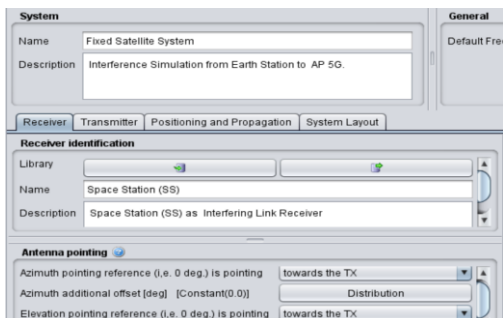 System
General
Name Fixed Satellite System
Default Fre
Description Interference Simulation from Earth Station to AP 5G.
Receiver Transmitter Positioning and Propagation System Layout
Receiver identification
Library
Name Space Station (SS)
Description Space Station (SS) as Interfering Link Receiver
Antenna pointing
Azimuth pointing reference (i,e. 0 deg.) is pointing towards the TX
Azimuth additional offset [deg] [Constant(0.0)] Distribution
Elevation pointing reference (i,e. 0 deg.) is pointing towards the TX